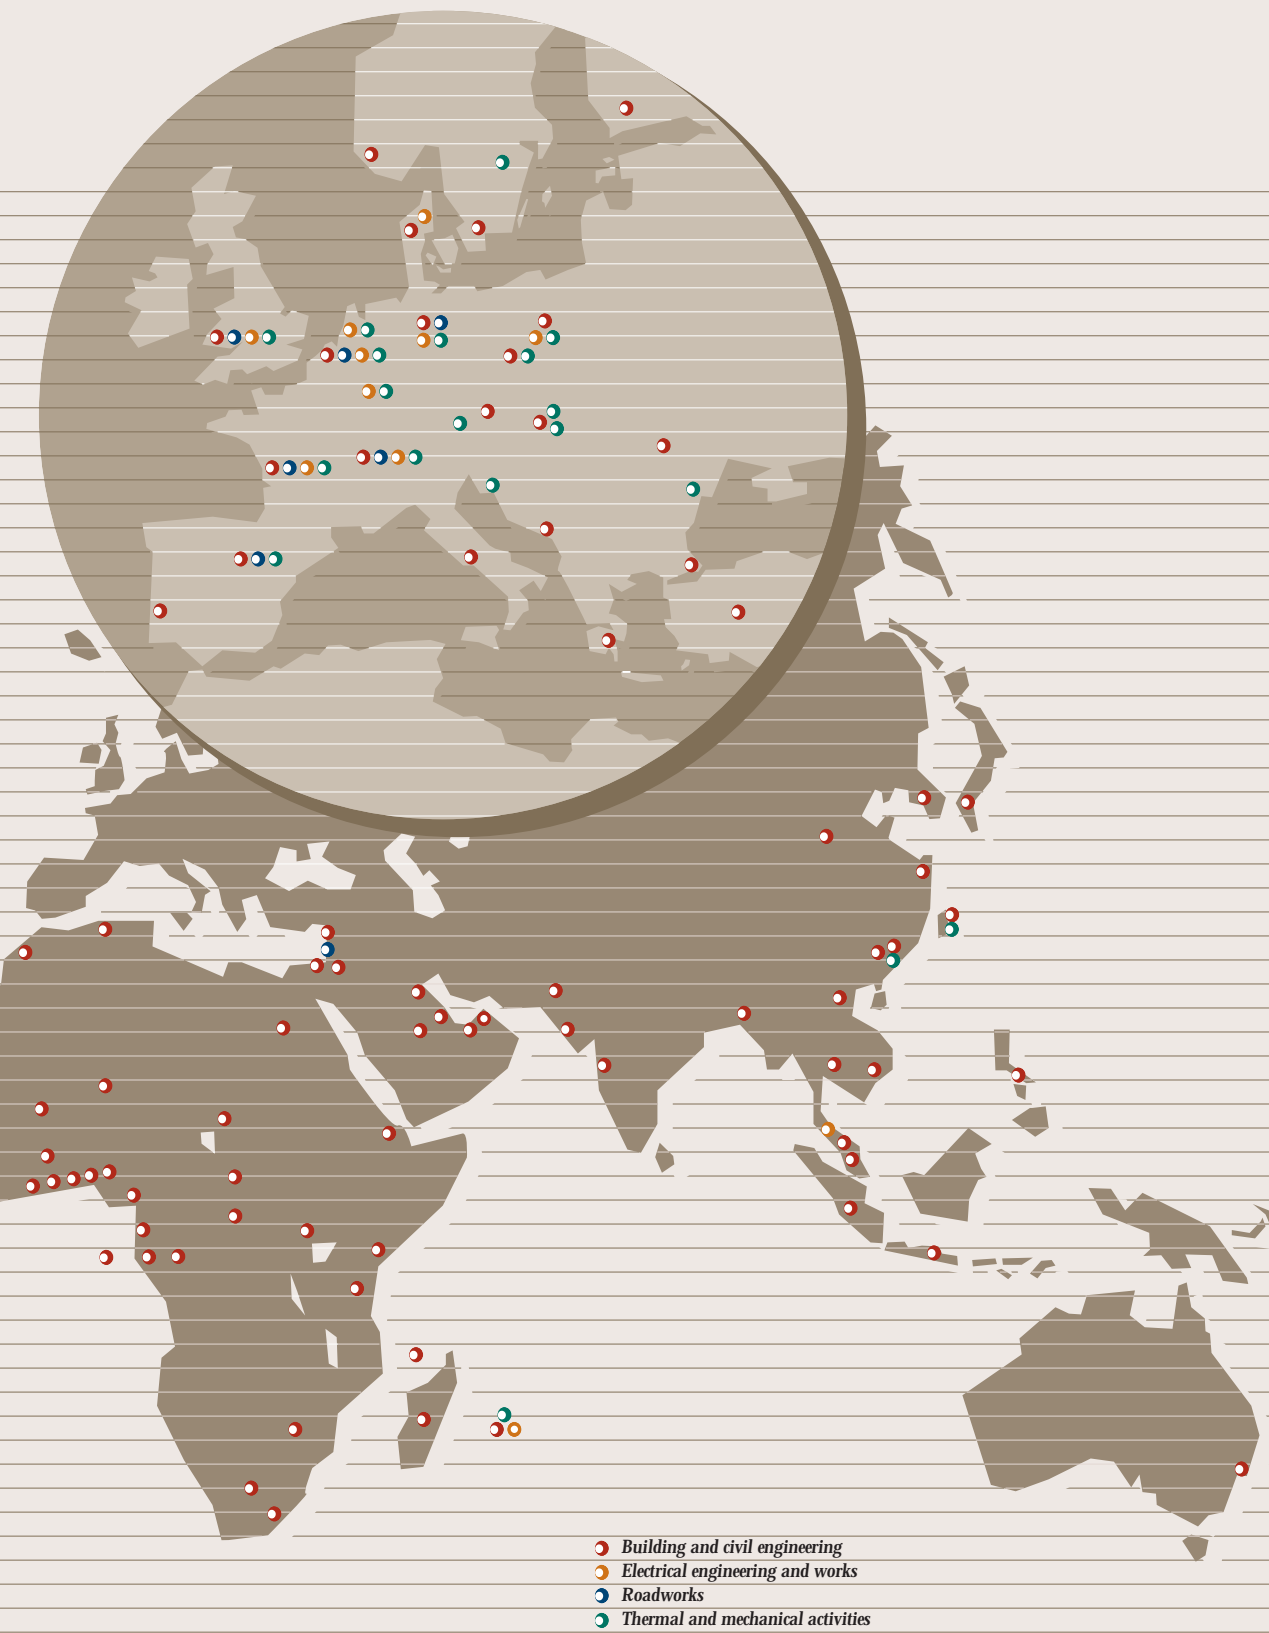 Building and civil engineering
Electrical engineering and works
Roadworks
Thermal and mechanical activities